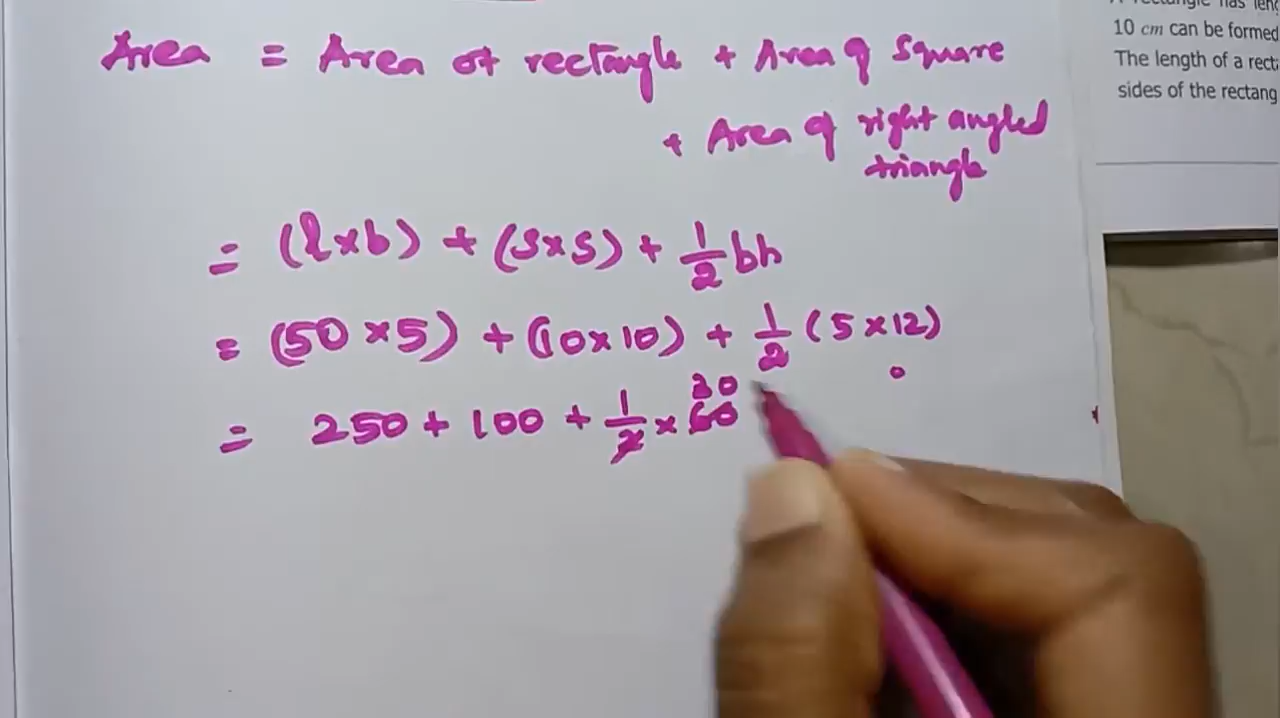 Area = Area of rectangle + Area of square
+ Area of right angled
triangle
= (l×b) + (s×s) + 1/2 bh
= (50×5) + (10×10) + 1/2 (5×12)
30
= 250 + 100 + 1/2 × 60
10 cm can be formed
The length of a rect
sides of the rectang